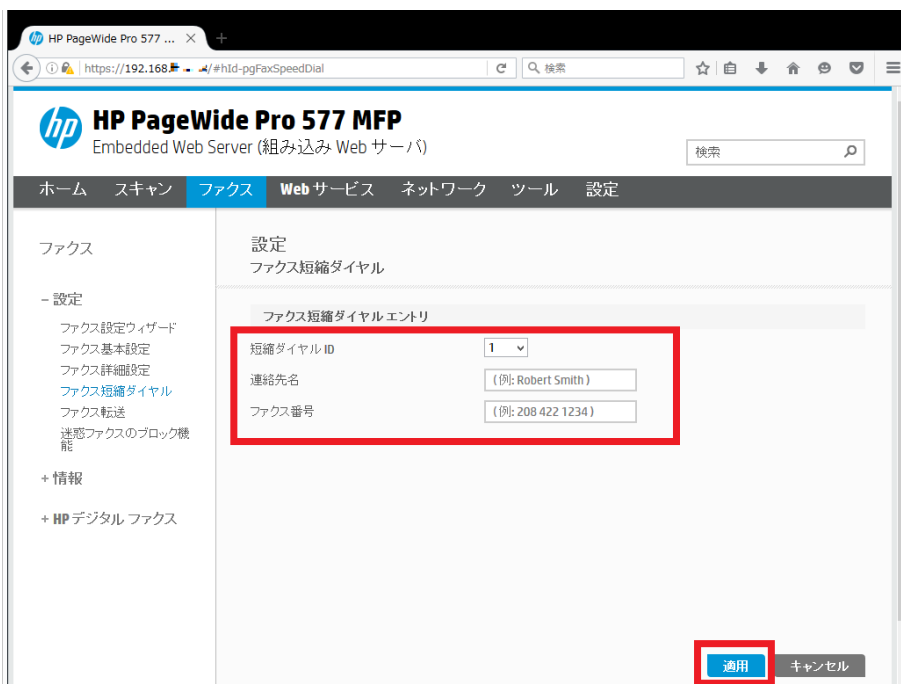 HP PageWide Pro 577 ...
https://192.168. /#hId-pgFaxSpeedDial
検索
hp
HP PageWide Pro 577 MFP
Embedded Web Server (組み込み Web サーバ)
検索
ホーム スキャン ファクス Web サービス ネットワーク ツール 設定
ファクス
設定
ファクス短縮ダイヤル
− 設定
ファクス設定ウィザード
ファクス基本設定
ファクス詳細設定
ファクス短縮ダイヤル
ファクス転送
迷惑ファクスのブロック機
能
+ 情報
+ HP デジタル ファクス
ファクス短縮ダイヤル エントリ
短縮ダイヤル ID 1
連絡先名 (例: Robert Smith)
ファクス番号 (例: 208 422 1234)
適用 キャンセル